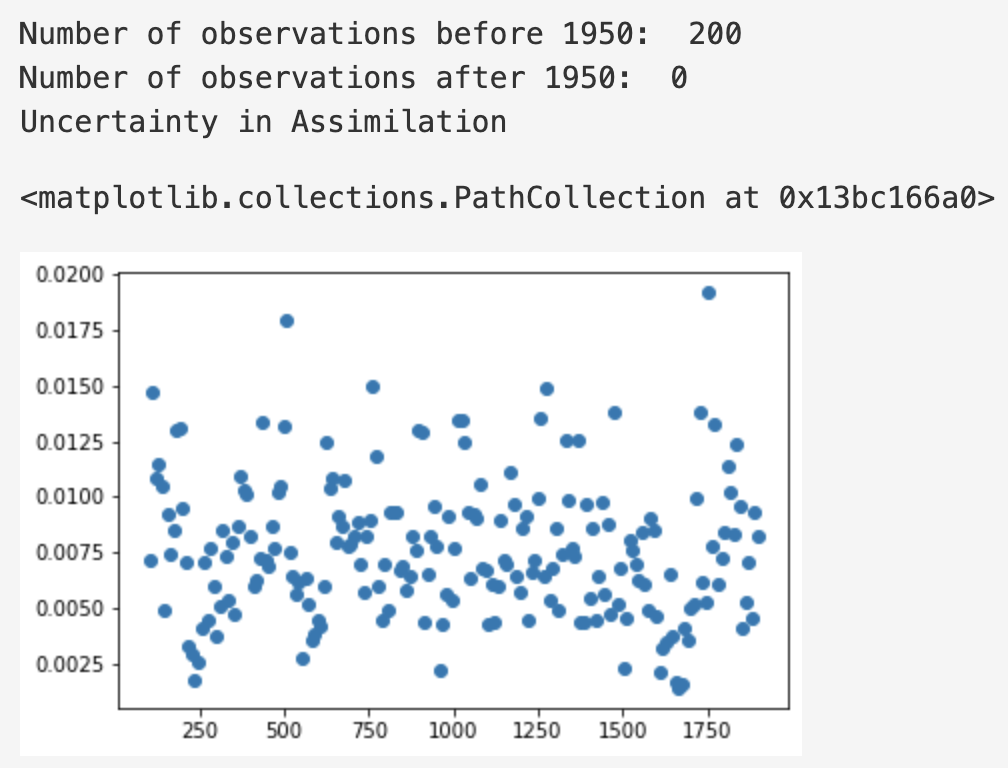 Number of observations before 1950:  200
Number of observations after 1950:  0
Uncertainty in Assimilation
<matplotlib.collections.PathCollection at 0x13bc166a0>
0.0200
0.0175
0.0150
0.0125
0.0100
0.0075
0.0050
0.0025
250 500 750 1000 1250 1500 1750